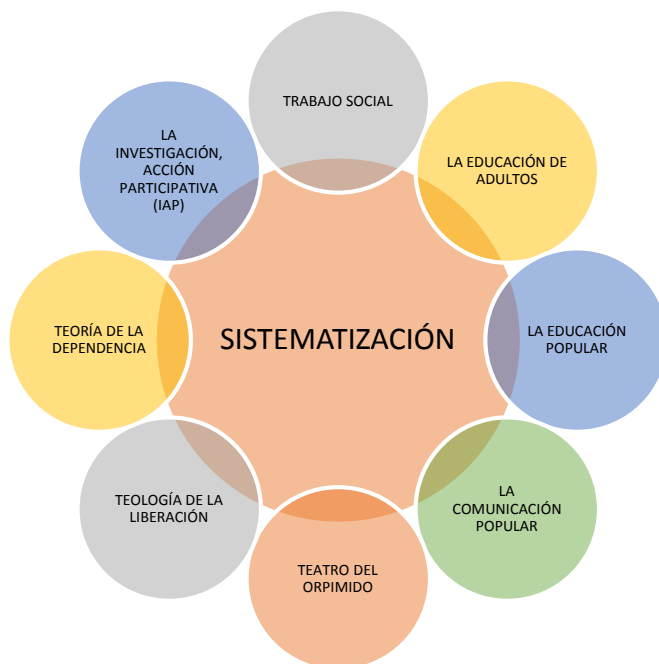 TRABAJO SOCIAL
LA EDUCACIÓN DE
ADULTOS
LA EDUCACIÓN
POPULAR
LA
COMUNICACIÓN
POPULAR
TEATRO DEL
ORPIMIDO
TEOLOGÍA DE LA
LIBERACIÓN
TEORÍA DE LA
DEPENDENCIA
LA
INVESTIGACIÓN,
ACCIÓN
PARTICIPATIVA
(IAP)
SISTEMATIZACIÓN